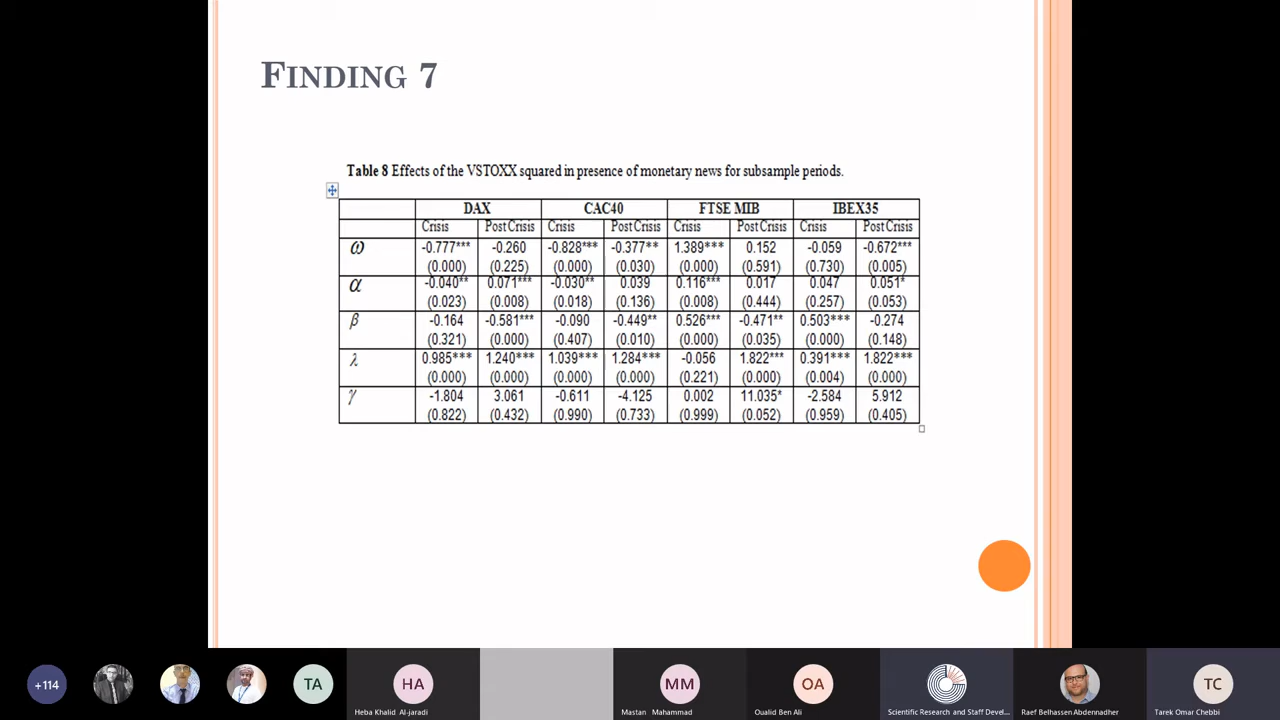 FINDING 7
Table 8 Effects of the VSTOXX squared in presence of monetary news for subsample periods.
DAX CAC40 FTSE MIB IBEX35
Crisis Post Crisis Crisis Post Crisis Crisis Post Crisis Crisis Post Crisis
ω -0.777*** -0.260 -0.828*** -0.377** 1.389*** 0.152 -0.059 -0.672***
(0.000) (0.225) (0.000) (0.030) (0.000) (0.591) (0.730) (0.005)
α -0.040** 0.071*** -0.030** 0.039 0.116*** 0.017 0.047 0.051*
(0.023) (0.008) (0.018) (0.136) (0.008) (0.444) (0.257) (0.053)
β -0.164 -0.581*** -0.090 -0.449** 0.526*** -0.471** 0.503*** -0.274
(0.321) (0.000) (0.407) (0.010) (0.000) (0.035) (0.000) (0.148)
λ 0.985*** 1.240*** 1.039*** 1.284*** -0.056 1.822*** 0.391*** 1.822***
(0.000) (0.000) (0.000) (0.000) (0.221) (0.000) (0.004) (0.000)
γ -1.804 3.061 -0.611 -4.125 0.002 11.035* -2.584 5.912
(0.822) (0.432) (0.990) (0.733) (0.999) (0.052) (0.959) (0.405)
+114 TA HA MM OA TC
Heba Khalid Al-jaradi Mastan Mahammad Oualid Ben Ali Scientific Research and Staff Devel... Raef Belhassen Abdennadher Tarek Omar Chebbi